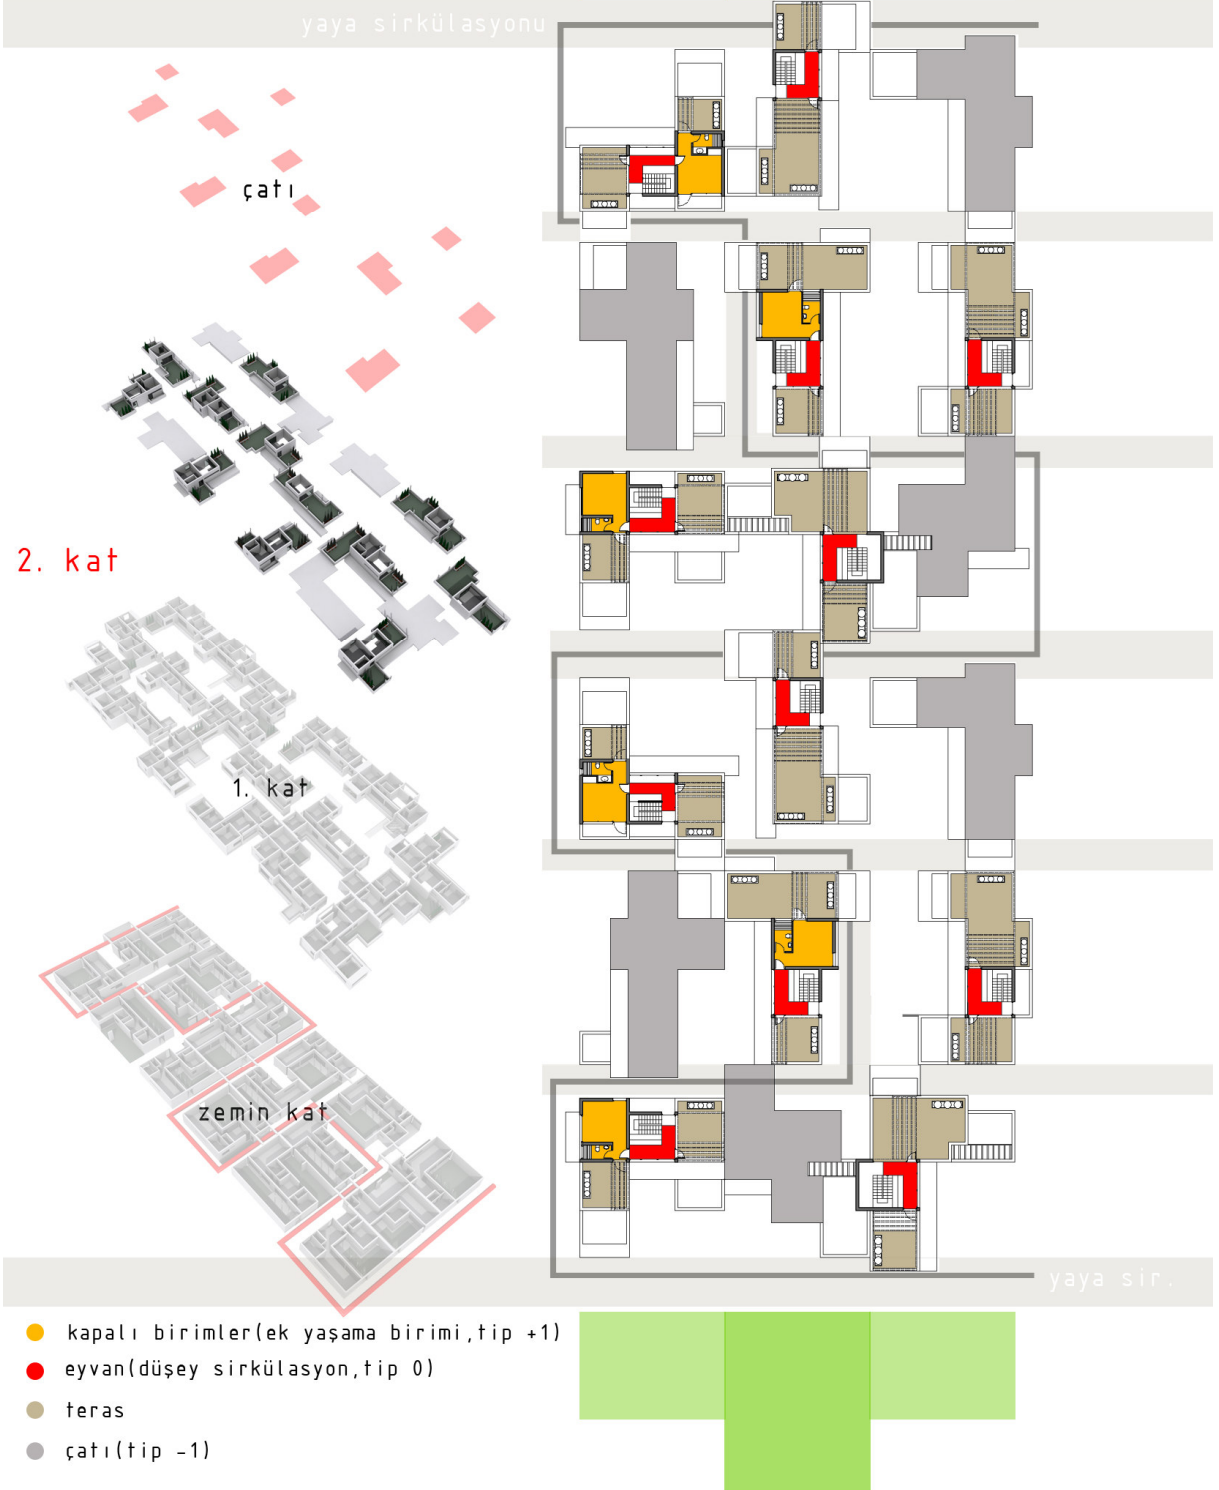 yaya sirkülasyonu
çatı
2. kat
1. kat
zemin kat
yaya sir.
kapalı birimler(ek yaşama birimi,tip +1)
eyvan(düşey sirkülasyon,tip 0)
teras
çatı(tip -1)